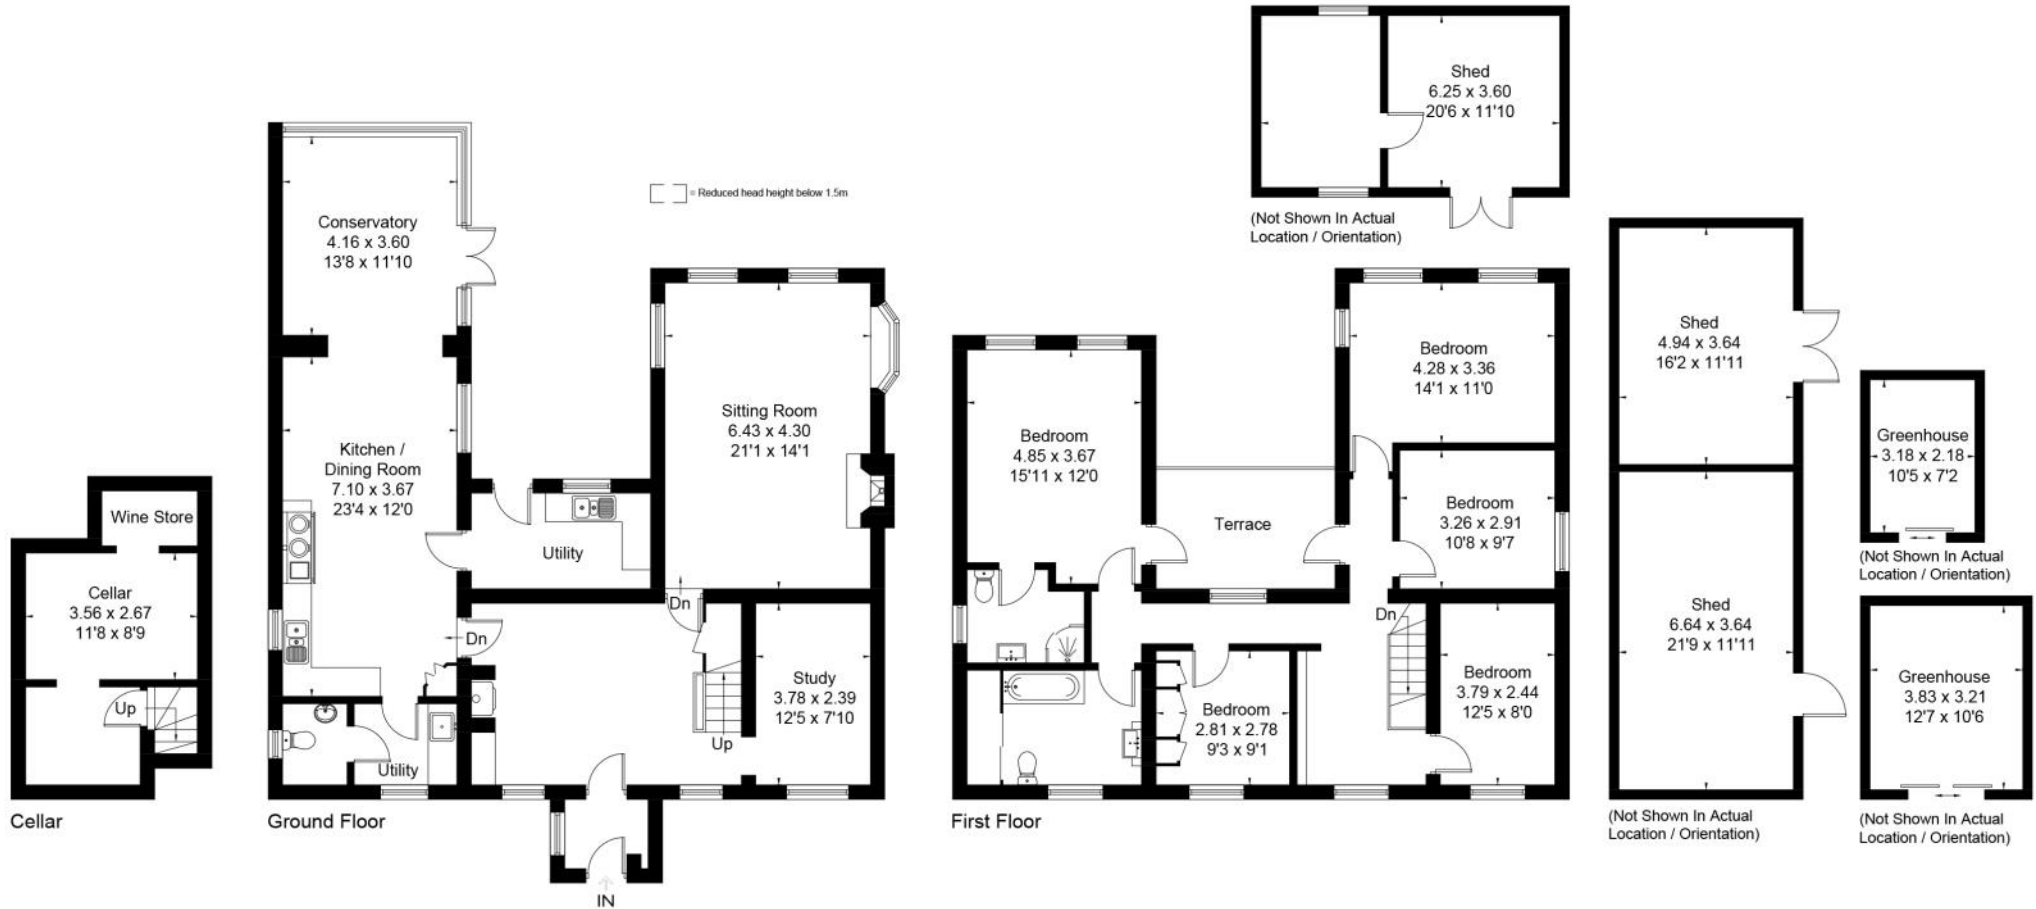 Shed
6.25 x 3.60
20'6 x 11'10
(Not Shown In Actual
Location / Orientation)
= Reduced head height below 1.5m
Conservatory
4.16 x 3.60
13'8 x 11'10
Kitchen /
Dining Room
7.10 x 3.67
23'4 x 12'0
Sitting Room
6.43 x 4.30
21'1 x 14'1
Utility
Dn
Dn
Study
3.78 x 2.39
12'5 x 7'10
Up
Utility
IN
Ground Floor
Wine Store
Cellar
3.56 x 2.67
11'8 x 8'9
Up
Cellar
Bedroom
4.85 x 3.67
15'11 x 12'0
Terrace
Bedroom
4.28 x 3.36
14'1 x 11'0
Bedroom
3.26 x 2.91
10'8 x 9'7
Dn
Bedroom
3.79 x 2.44
12'5 x 8'0
Bedroom
2.81 x 2.78
9'3 x 9'1
First Floor
Shed
4.94 x 3.64
16'2 x 11'11
Shed
6.64 x 3.64
21'9 x 11'11
(Not Shown In Actual
Location / Orientation)
Greenhouse
3.18 x 2.18
10'5 x 7'2
(Not Shown In Actual
Location / Orientation)
Greenhouse
3.83 x 3.21
12'7 x 10'6
(Not Shown In Actual
Location / Orientation)